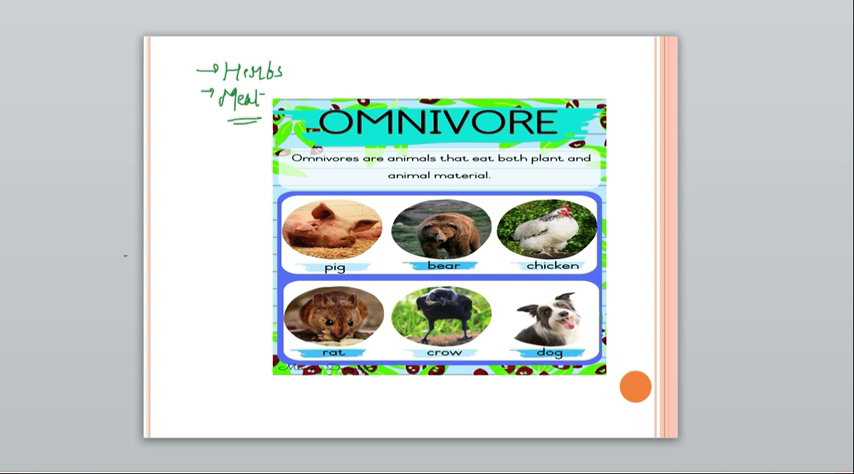 → Herbs
→ Meat
OMNIVORE
Omnivores are animals that eat both plant and
animal material.
pig bear chicken
rat crow dog